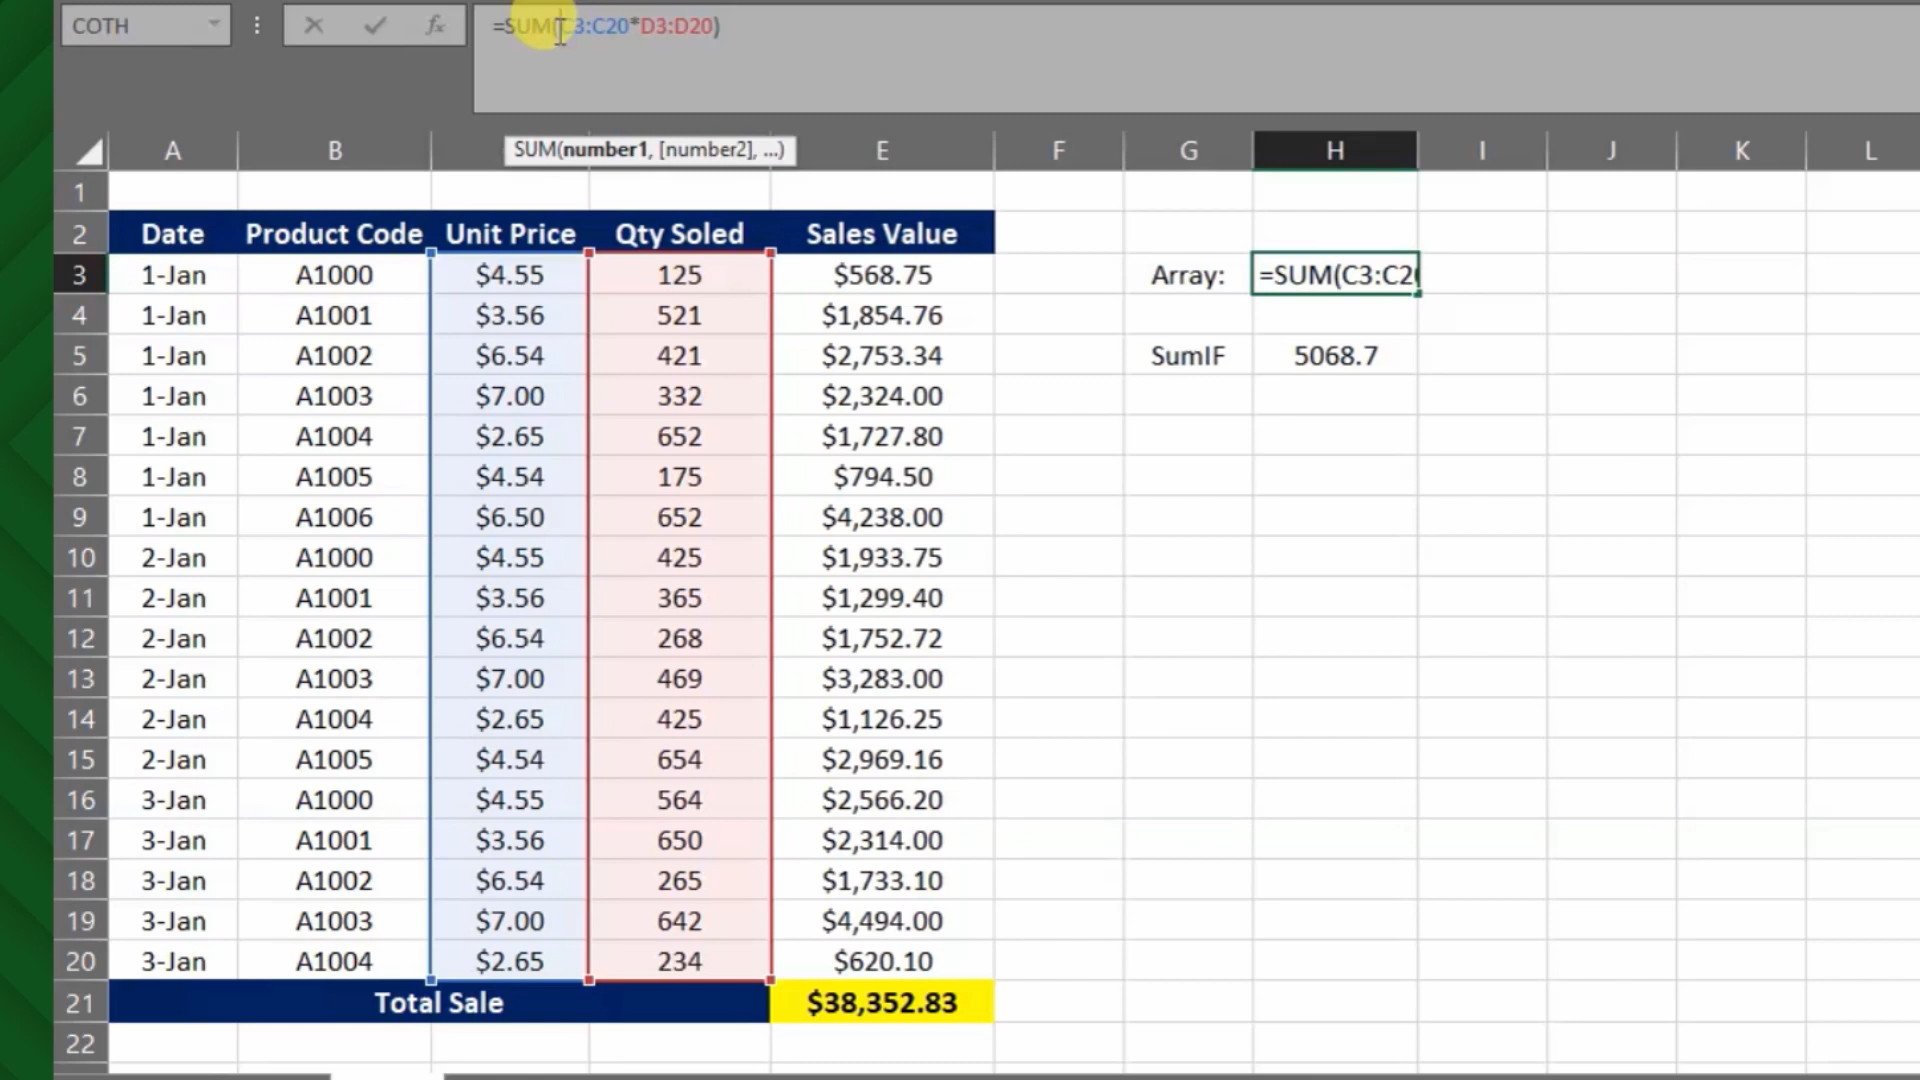 COTH
=SUM(C3:C20*D3:D20)
SUM(number1, [number2], ...)
A B E F G H I J K L
1
2 Date Product Code Unit Price Qty Soled Sales Value
3 1-Jan A1000 $4.55 125 $568.75 Array: =SUM(C3:C20
4 1-Jan A1001 $3.56 521 $1,854.76
5 1-Jan A1002 $6.54 421 $2,753.34 SumIF 5068.7
6 1-Jan A1003 $7.00 332 $2,324.00
7 1-Jan A1004 $2.65 652 $1,727.80
8 1-Jan A1005 $4.54 175 $794.50
9 1-Jan A1006 $6.50 652 $4,238.00
10 2-Jan A1000 $4.55 425 $1,933.75
11 2-Jan A1001 $3.56 365 $1,299.40
12 2-Jan A1002 $6.54 268 $1,752.72
13 2-Jan A1003 $7.00 469 $3,283.00
14 2-Jan A1004 $2.65 425 $1,126.25
15 2-Jan A1005 $4.54 654 $2,969.16
16 3-Jan A1000 $4.55 564 $2,566.20
17 3-Jan A1001 $3.56 650 $2,314.00
18 3-Jan A1002 $6.54 265 $1,733.10
19 3-Jan A1003 $7.00 642 $4,494.00
20 3-Jan A1004 $2.65 234 $620.10
21 Total Sale $38,352.83
22